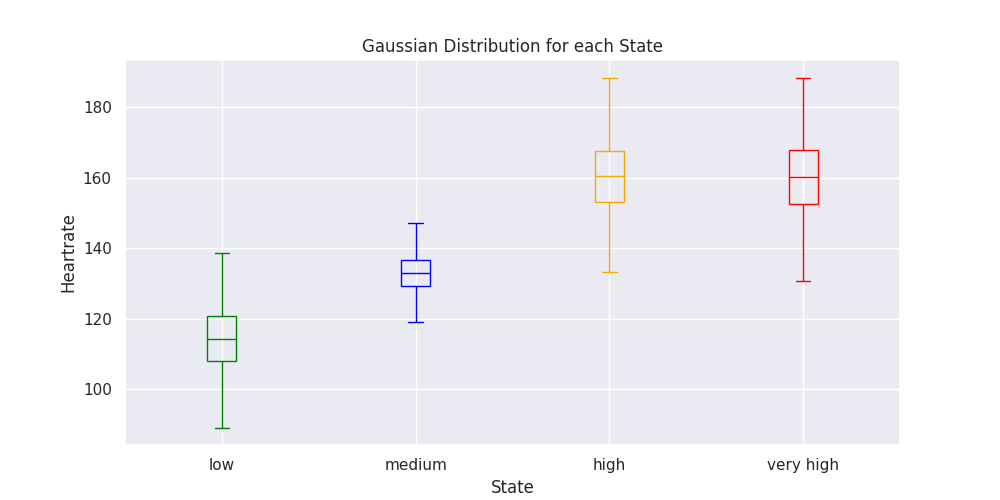 Gaussian Distribution for each State
Heartrate
180
160
140
120
100
low medium high very high
State